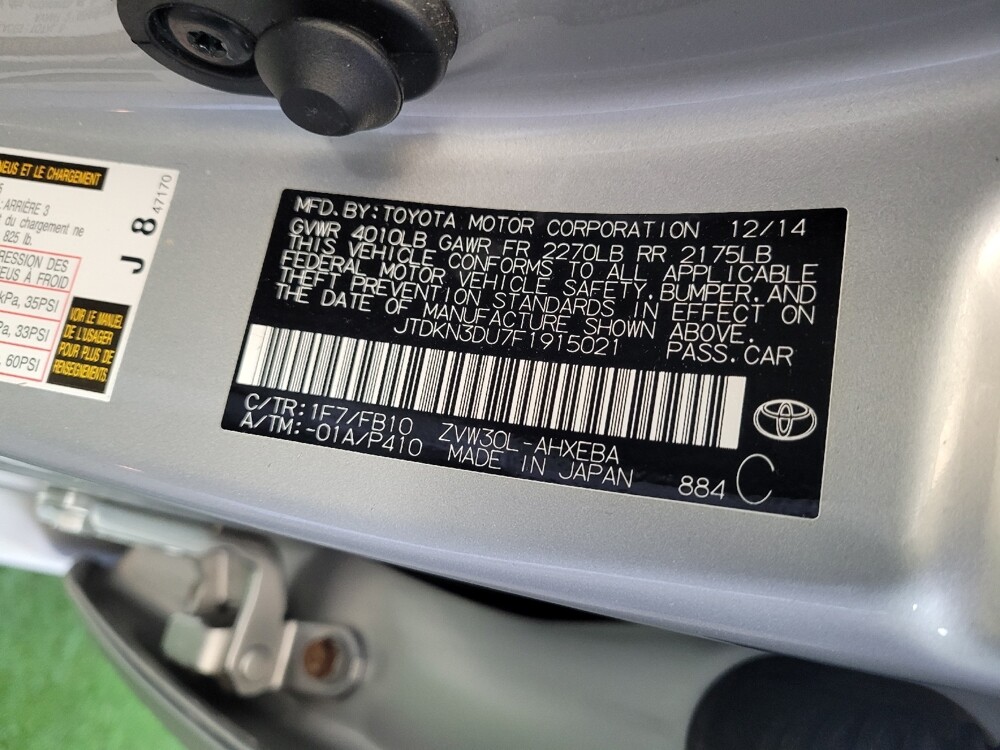 NEUS ET LE CHARGEMENT
ARRIÈRE 3
du chargement ne
825 lb.
RESSION DES
EUS À FROID
kPa, 35PSI
Pa, 33PSI
60PSI
VOIR LE MANUEL
DE L'USAGER
POUR PLUS DE
RENSEIGNEMENTS
J 8 47170
MFD. BY: TOYOTA MOTOR CORPORATION 12/14
GVWR 4010LB GAWR FR 2270LB RR 2175LB
THIS VEHICLE CONFORMS TO ALL APPLICABLE
FEDERAL MOTOR VEHICLE SAFETY, BUMPER, AND
THEFT PREVENTION STANDARDS IN EFFECT ON
THE DATE OF MANUFACTURE SHOWN ABOVE.
JTDKN3DU7F1915021 PASS. CAR
C/TR: 1F7/FB10 ZVW30L-AHXEBA
A/TM: -01A/P410 MADE IN JAPAN 884 C